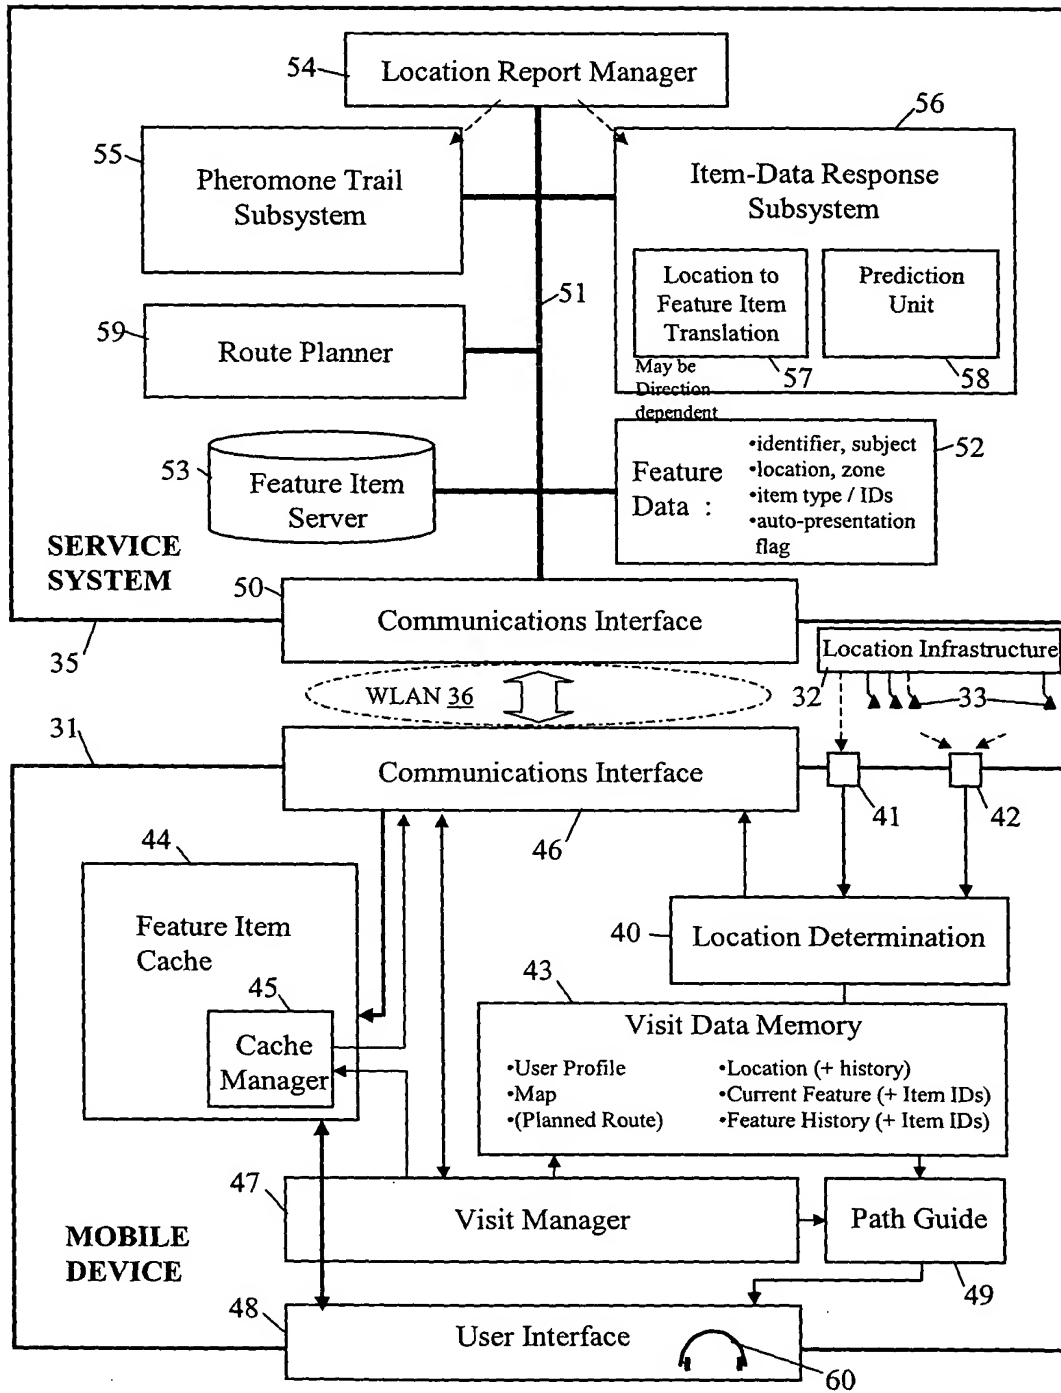 54
Location Report Manager
56
55
Pheromone Trail
Subsystem
Item-Data Response
Subsystem
Location to
Feature Item
Translation
Prediction
Unit
51
59
Route Planner
57
58
May be
Direction
dependent
53
Feature Item
Server
Feature
Data :
•identifier, subject
•location, zone
•item type / IDs
•auto-presentation
flag
52
SERVICE
SYSTEM
50
Communications Interface
35
Location Infrastructure
32
33
WLAN 36
31
Communications Interface
41
42
46
44
Feature Item
Cache
40
Location Determination
45
Cache
Manager
43
Visit Data Memory
•User Profile
•Map
•(Planned Route)
•Location (+ history)
•Current Feature (+ Item IDs)
•Feature History (+ Item IDs)
47
Visit Manager
Path Guide
MOBILE
DEVICE
49
48
User Interface
60